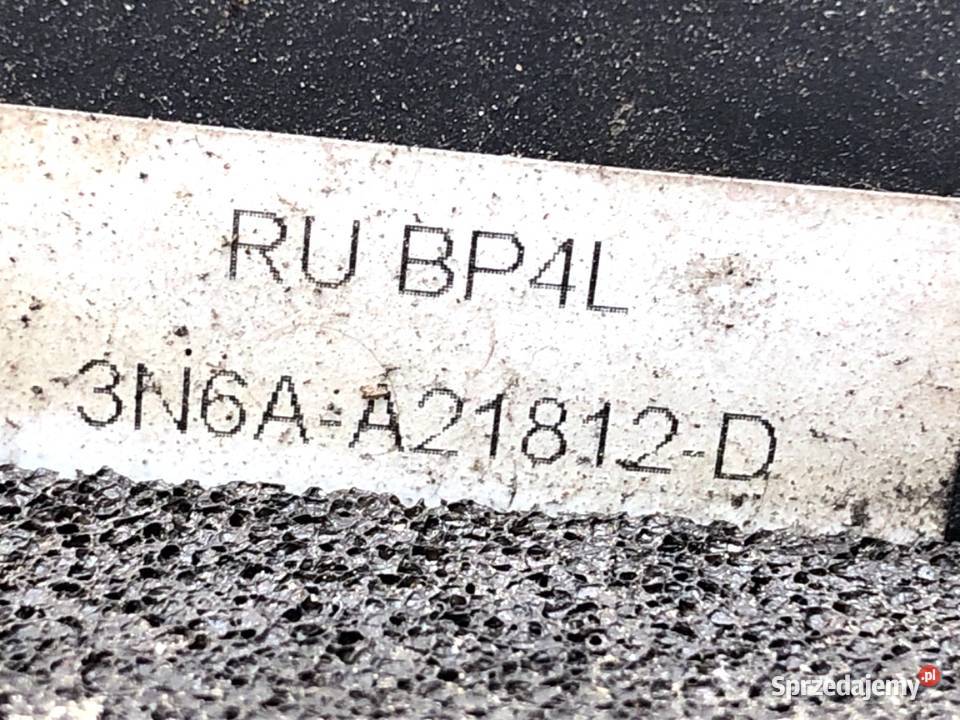 RU BP4L
3N6A-A21812-D
Sprzedajemy.pl